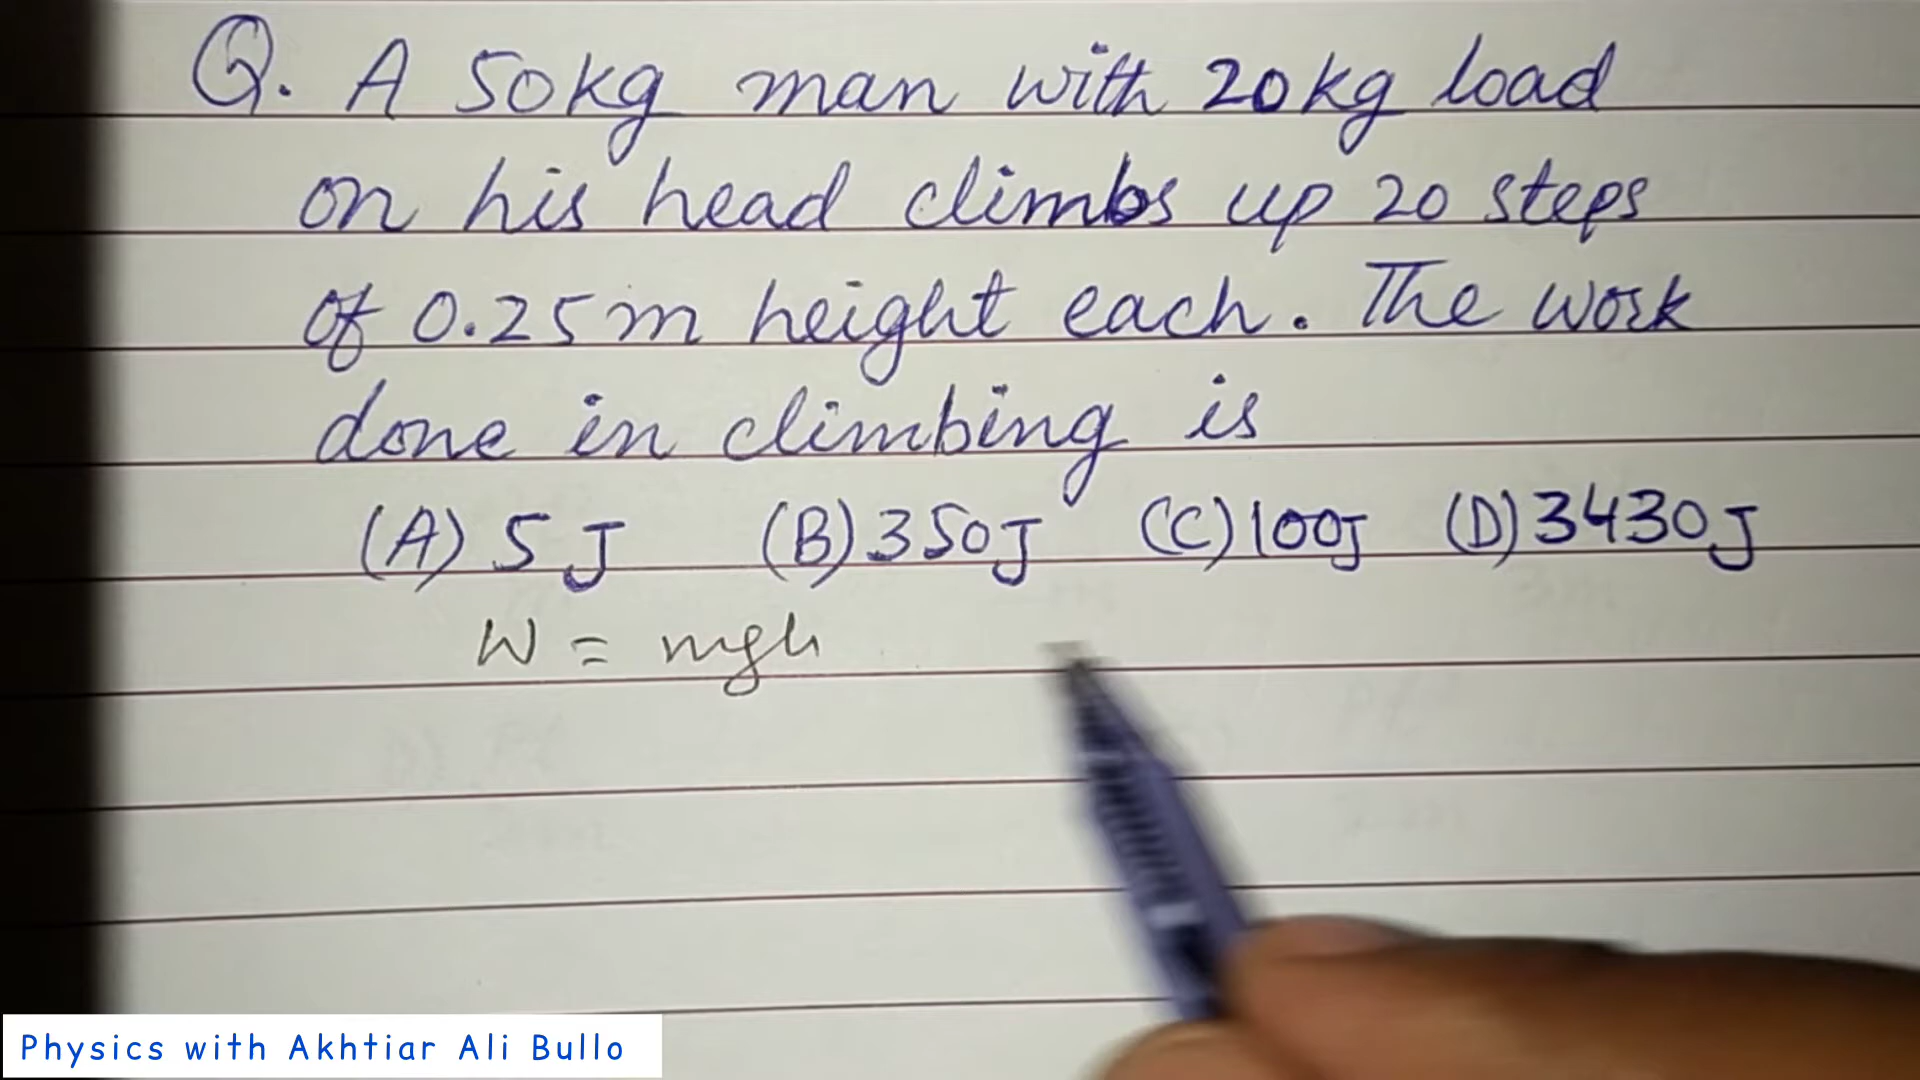 Q. A 50kg man with 20kg load
on his head climbs up 20 steps
of 0.25m height each. The work
done in climbing is
(A) 5 J (B) 350J (C) 100J (D) 3430J
W = mgh
Physics with Akhtiar Ali Bullo